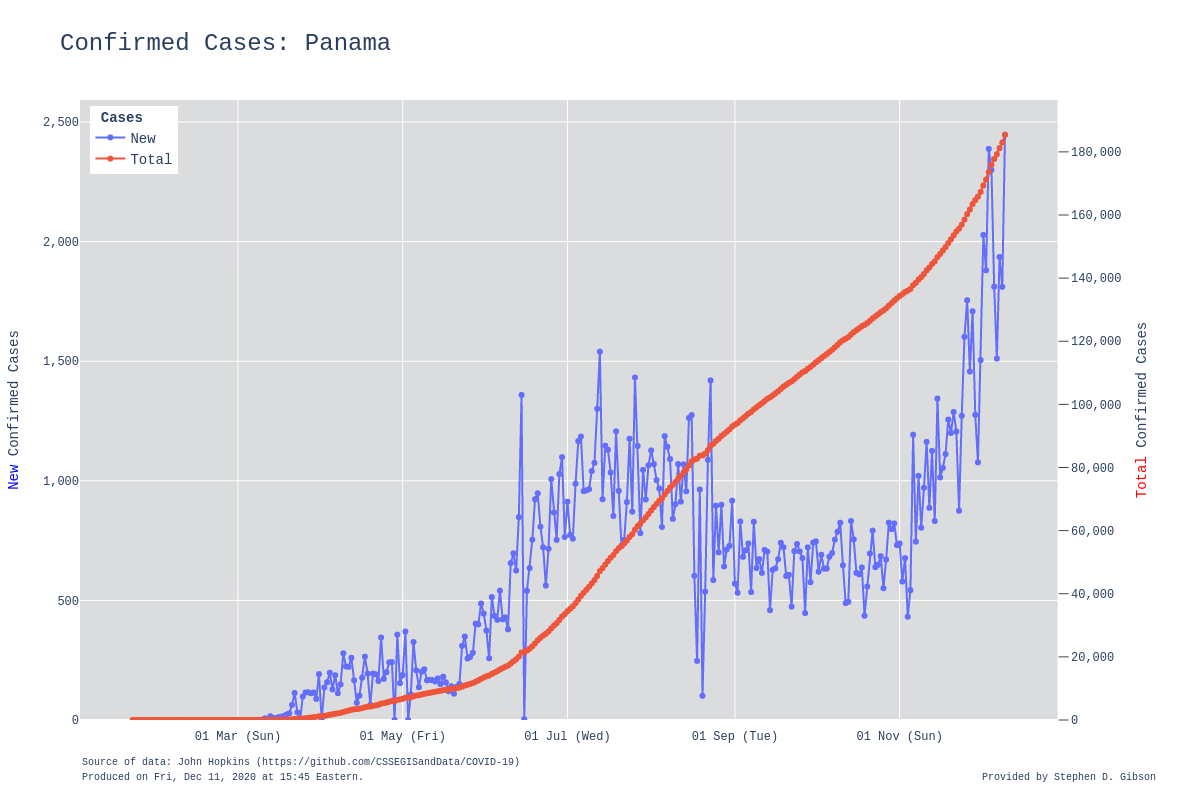 Confirmed Cases: Panama
Cases
New
Total
2,500
2,000
1,500
1,000
500
0
New Confirmed Cases
180,000
160,000
140,000
120,000
100,000
80,000
60,000
40,000
20,000
0
Total Confirmed Cases
01 Mar (Sun) 01 May (Fri) 01 Jul (Wed) 01 Sep (Tue) 01 Nov (Sun)
Source of data: John Hopkins (https://github.com/CSSEGISandData/COVID-19)
Produced on Fri, Dec 11, 2020 at 15:45 Eastern.
Provided by Stephen D. Gibson